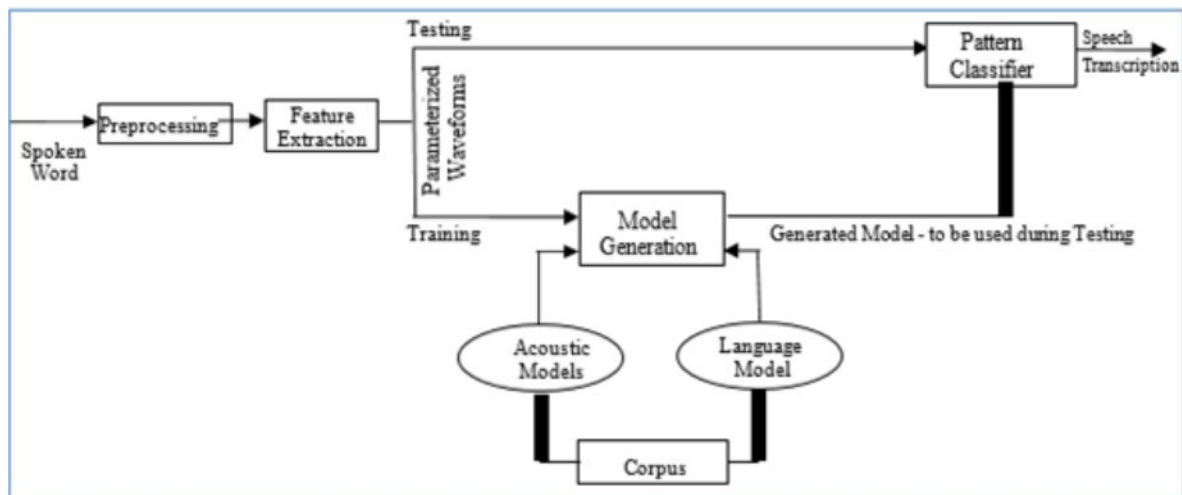 Testing
Pattern
Classifier
Speech
Transcription
Preprocessing
Feature
Extraction
Parameterized
Waveforms
Spoken
Word
Model
Generation
Training
Generated Model - to be used during Testing
Acoustic
Models
Language
Model
Corpus